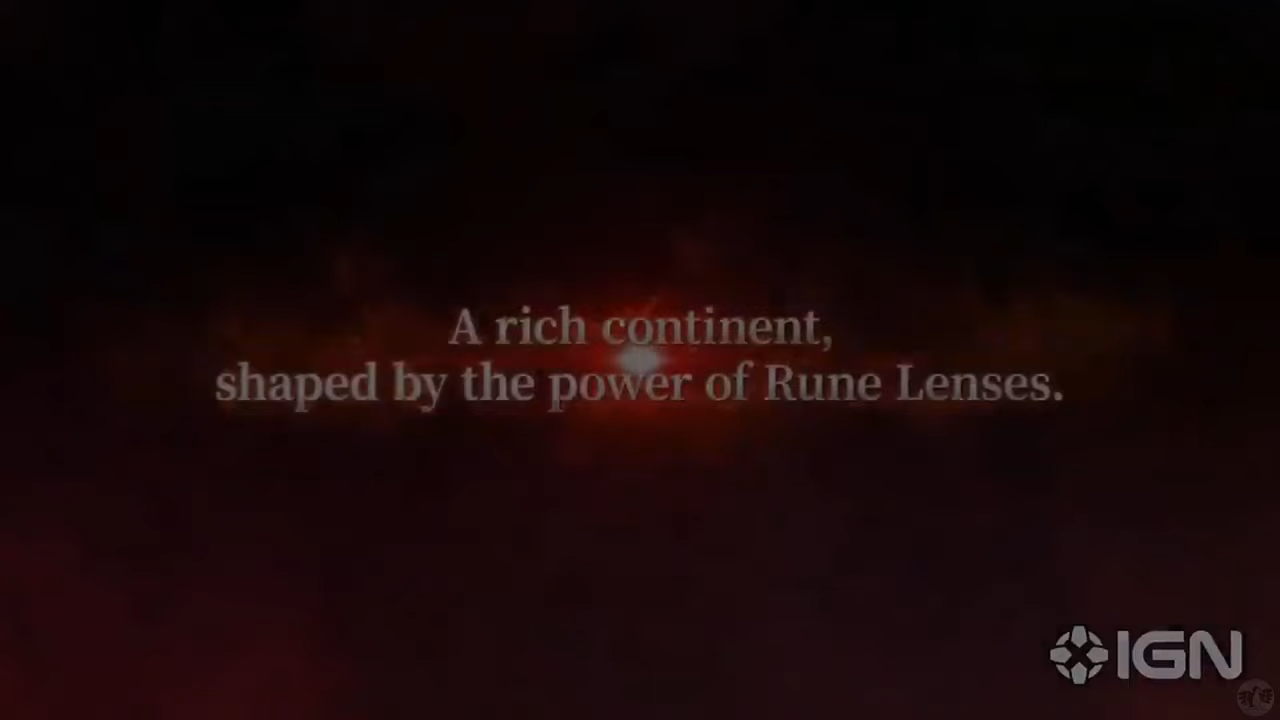 A rich continent,
shaped by the power of Rune Lenses.
IGN